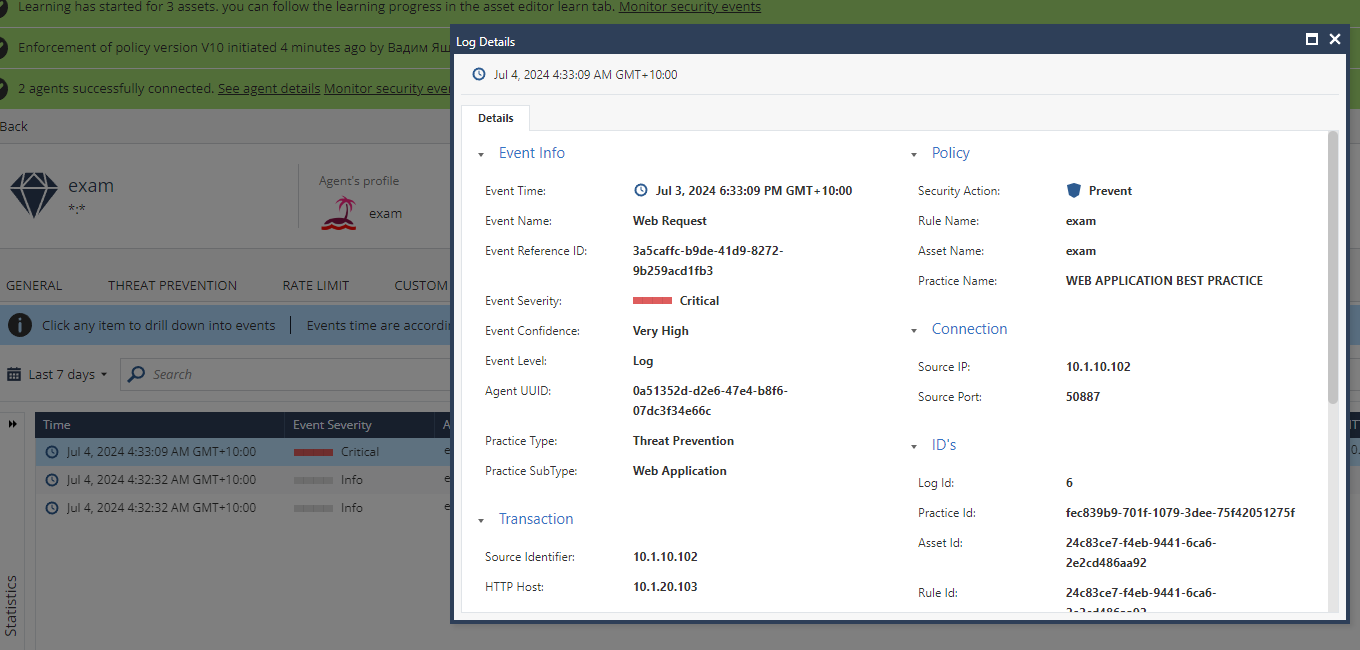 Learning has started for 3 assets. you can follow the learning progress in the asset editor learn tab. Monitor security events
Enforcement of policy version V10 initiated 4 minutes ago by Вадим
2 agents successfully connected. See agent details Monitor security
Back
exam
*:*
Agent's profile
exam
GENERAL
THREAT PREVENTION
RATE LIMIT
CUSTOM
Click any item to drill down into events
Events time are
Last 7 days
Search
Statistics
Time
Event Severity
Jul 4, 2024 4:33:09 AM GMT+10:00
Critical
Jul 4, 2024 4:32:32 AM GMT+10:00
Info
Jul 4, 2024 4:32:32 AM GMT+10:00
Info
Log Details
Jul 4, 2024 4:33:09 AM GMT+10:00
Details
Event Info
Event Time: Jul 3, 2024 6:33:09 PM GMT+10:00
Event Name: Web Request
Event Reference ID: 3a5caffc-b9de-41d9-8272-
9b259acd1fb3
Event Severity: Critical
Event Confidence: Very High
Event Level: Log
Agent UUID: 0a51352d-d2e6-47e4-b8f6-
07dc3f34e66c
Practice Type: Threat Prevention
Practice SubType: Web Application
Transaction
Source Identifier: 10.1.10.102
HTTP Host: 10.1.20.103
Policy
Security Action: Prevent
Rule Name: exam
Asset Name: exam
Practice Name: WEB APPLICATION BEST PRACTICE
Connection
Source IP: 10.1.10.102
Source Port: 50887
ID's
Log Id: 6
Practice Id: fec839b9-701f-1079-3dee-75f42051275f
Asset Id: 24c83ce7-f4eb-9441-6ca6-
2e2cd486aa92
Rule Id: 24c83ce7-f4eb-9441-6ca6-
2e2cd486aa92